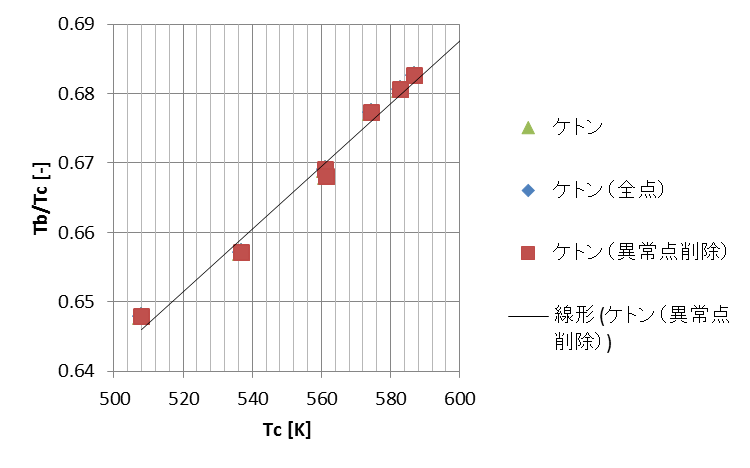 0.69
0.68
0.67
0.66
0.65
0.64
Tb/Tc [-]
500 520 540 560 580 600
Tc [K]
ケトン
ケトン（全点）
ケトン（異常点削除）
線形 (ケトン（異常点
削除）)